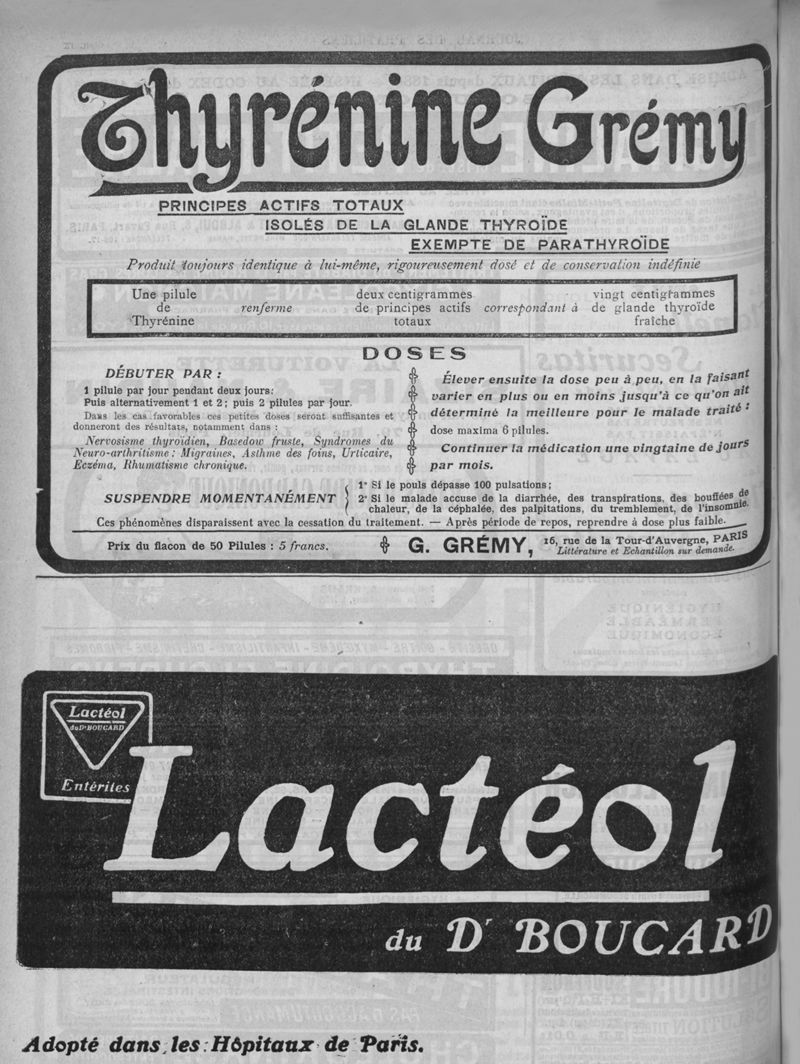 Thyrénine Grémy
PRINCIPES ACTIFS TOTAUX
ISOLÉS DE LA GLANDE THYROÏDE
EXEMPTE DE PARATHYROÏDE
Produit toujours identique à lui-même, rigoureusement dosé et de conservation indéfinie
Une pilule
de
Thyrénine
renferme
deux centigrammes
de principes actifs
totaux
correspondant à
vingt centigrammes
de glande thyroïde
fraîche
DOSES
DÉBUTER PAR :
1 pilule par jour pendant deux jours;
Puis alternativement 1 et 2; puis 2 pilules par jour.
Dans les cas favorables ces petites doses seront suffisantes et
donneront des résultats, notamment dans :
Nervosisme thyroïdien, Basedow fruste, Syndromes du
Neuro-arthritisme : Migraines, Asthme des foins, Urticaire,
Eczéma, Rhumatisme chronique.
Élever ensuite la dose peu à peu, en la faisant
varier en plus ou en moins jusqu'à ce qu'on ait
déterminé la meilleure pour le malade traité :
dose maxima 6 pilules.
Continuer la médication une vingtaine de jours
par mois.
SUSPENDRE MOMENTANÉMENT
1° Si le pouls dépasse 100 pulsations;
2° Si le malade accuse de la diarrhée, des transpirations, des bouffées de
chaleur, de la céphalée, des palpitations, du tremblement, de l'insomnie.
Ces phénomènes disparaissent avec la cessation du traitement. — Après période de repos, reprendre à dose plus faible.
Prix du flacon de 50 Pilules : 5 francs.
G. GRÉMY, 16, rue de la Tour-d'Auvergne, PARIS
Littérature et Echantillon sur demande.
Lactéol
du Dr BOUCARD
Entérites
Lactéol
du Dr BOUCARD
Adopté dans les Hôpitaux de Paris.